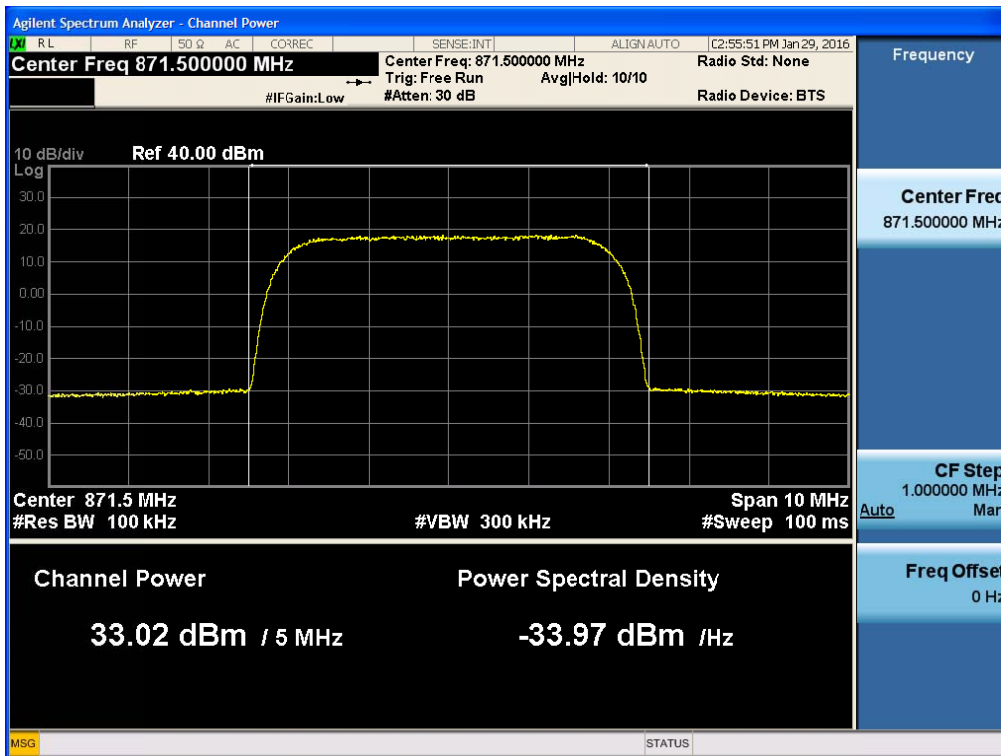 Agilent Spectrum Analyzer - Channel Power
LXI RL RF 50 Ω AC CORREC SENSE:INT ALIGN AUTO 02:55:51 PM Jan 29, 2016
Center Freq 871.500000 MHz
Center Freq: 871.500000 MHz Radio Std: None
Trig: Free Run Avg|Hold: 10/10
#IFGain:Low #Atten: 30 dB Radio Device: BTS
10 dB/div Ref 40.00 dBm
Log
30.0
20.0
10.0
0.00
-10.0
-20.0
-30.0
-40.0
-50.0
Center 871.5 MHz Span 10 MHz
#Res BW 100 kHz #VBW 300 kHz #Sweep 100 ms
Channel Power Power Spectral Density
33.02 dBm / 5 MHz -33.97 dBm /Hz
MSG STATUS
Frequency
Center Freq
871.500000 MHz
CF Step
1.000000 MHz
Auto Man
Freq Offset
0 Hz